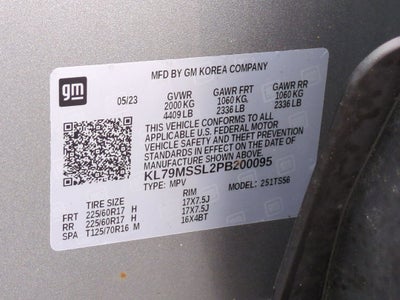 MFD BY GM KOREA COMPANY
gm
05/23 GVWR GAWR FRT GAWR RR
2000 KG 1060 KG 1060 KG
4409 LB 2336 LB 2336 LB
THIS VEHICLE CONFORMS TO ALL
APPLICABLE U.S. FEDERAL MOTOR
VEHICLE SAFETY AND THEFT PREVENTION
STANDARDS IN EFFECT ON THE DATE OF
MANUFACTURE SHOWN ABOVE.
KL79MSSL2PB200095
TYPE: MPV MODEL: 251TS56
TIRE SIZE RIM
FRT 225/60R17 H 17X7.5J
RR 225/60R17 H 17X7.5J
SPA T125/70R16 M 16X4BT